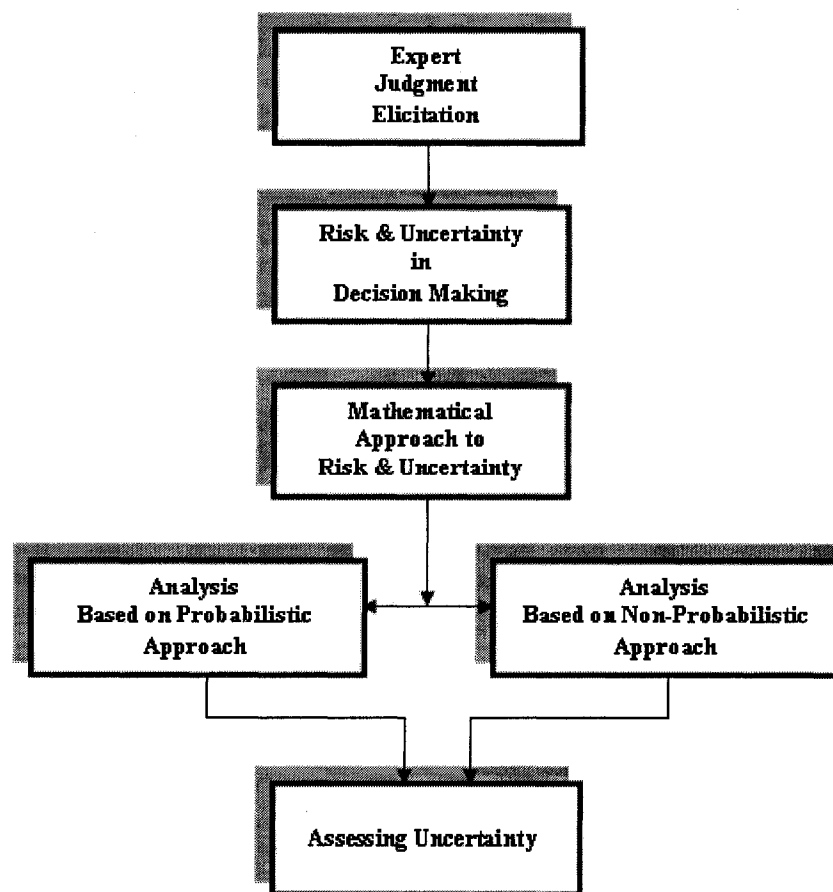 Expert
Judgment
Elicitation
Risk & Uncertainty
in
Decision Making
Mathematical
Approach to
Risk & Uncertainty
Analysis
Based on Probabilistic
Approach
Analysis
Based on Non-Probabilistic
Approach
Assessing Uncertainty